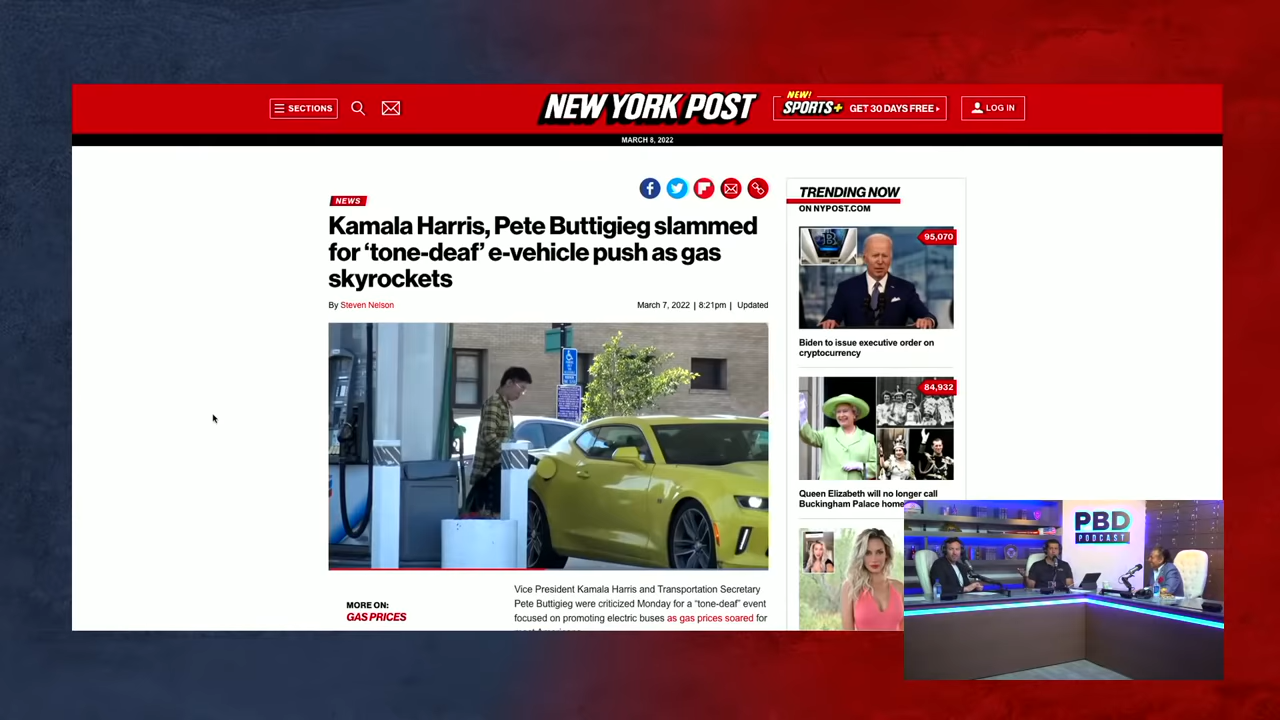 SECTIONS
NEW YORK POST
NEW!
SPORTS+ GET 30 DAYS FREE
LOG IN
MARCH 8, 2022
NEWS
Kamala Harris, Pete Buttigieg slammed
for ‘tone-deaf’ e-vehicle push as gas
skyrockets
By Steven Nelson March 7, 2022 | 8:21pm | Updated
MORE ON:
GAS PRICES
Vice President Kamala Harris and Transportation Secretary
Pete Buttigieg were criticized Monday for a “tone-deaf” event
focused on promoting electric buses as gas prices soared for
TRENDING NOW
ON NYPOST.COM
95,070
Biden to issue executive order on
cryptocurrency
84,932
Queen Elizabeth will no longer call
Buckingham Palace home
PBD
PODCAST